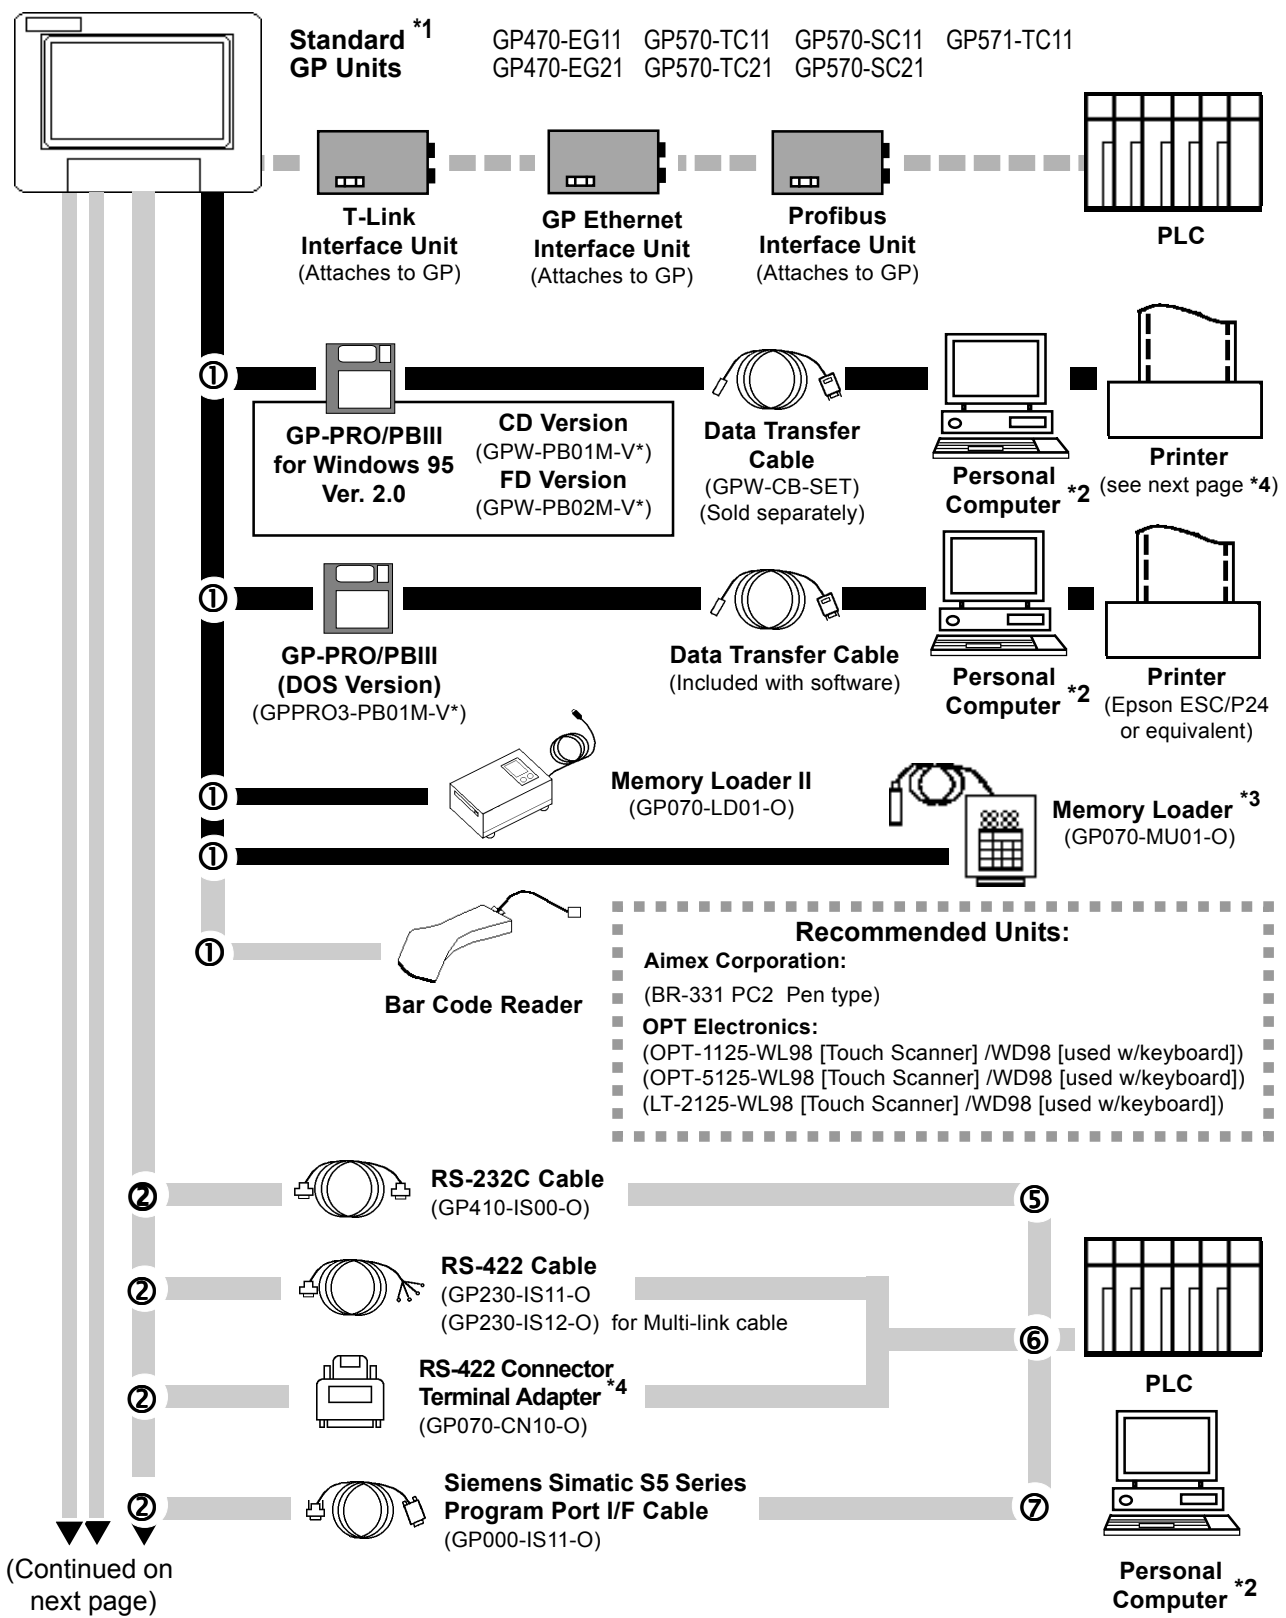 Standard *1 GP470-EG11 GP570-TC11 GP570-SC11 GP571-TC11
GP Units GP470-EG21 GP570-TC21 GP570-SC21
T-Link
Interface Unit
(Attaches to GP)
GP Ethernet
Interface Unit
(Attaches to GP)
Profibus
Interface Unit
(Attaches to GP)
PLC
①
GP-PRO/PBIII
for Windows 95
Ver. 2.0
CD Version
(GPW-PB01M-V*)
FD Version
(GPW-PB02M-V*)
Data Transfer
Cable
(GPW-CB-SET)
(Sold separately)
Personal
Computer *2
Printer
(see next page *4)
①
GP-PRO/PBIII
(DOS Version)
(GPPRO3-PB01M-V*)
Data Transfer Cable
(Included with software)
Personal
Computer *2
Printer
(Epson ESC/P24
or equivalent)
①
Memory Loader II
(GP070-LD01-O)
Memory Loader *3
(GP070-MU01-O)
①
①
Bar Code Reader
Recommended Units:
Aimex Corporation:
(BR-331 PC2 Pen type)
OPT Electronics:
(OPT-1125-WL98 [Touch Scanner] /WD98 [used w/keyboard])
(OPT-5125-WL98 [Touch Scanner] /WD98 [used w/keyboard])
(LT-2125-WL98 [Touch Scanner] /WD98 [used w/keyboard])
②
RS-232C Cable
(GP410-IS00-O)
⑤
②
RS-422 Cable
(GP230-IS11-O
(GP230-IS12-O) for Multi-link cable
⑥
PLC
②
RS-422 Connector
Terminal Adapter *4
(GP070-CN10-O)
②
Siemens Simatic S5 Series
Program Port I/F Cable
(GP000-IS11-O)
⑦
Personal
Computer *2
(Continued on
next page)